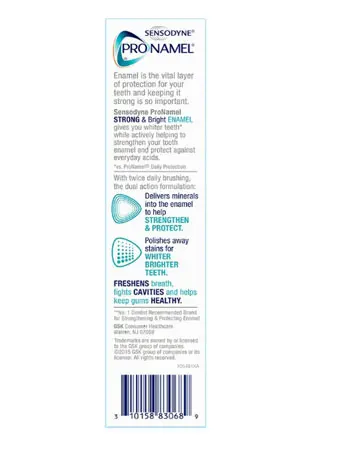 SENSODYNE®
PRONAMEL®
Enamel is the vital layer
of protection for your
teeth and keeping it
strong is so important.
Sensodyne ProNamel
STRONG & Bright ENAMEL
gives you whiter teeth*
while actively helping to
strengthen your tooth
enamel and protect against
everyday acids.
*vs. ProNamel® Daily Protection
With twice daily brushing,
the dual action formulation:
Delivers minerals
into the enamel
to help
STRENGTHEN
& PROTECT.
Polishes away
stains for
WHITER
BRIGHTER
TEETH.
FRESHENS breath,
fights CAVITIES and helps
keep gums HEALTHY.
**No. 1 Dentist Recommended Brand
for Strengthening & Protecting Enamel
GSK Consumer Healthcare
Warren, NJ 07059
Trademarks are owned by or licensed
to the GSK group of companies.
©2015 GSK group of companies or its
licensor. All rights reserved.
3 10158 83068 9